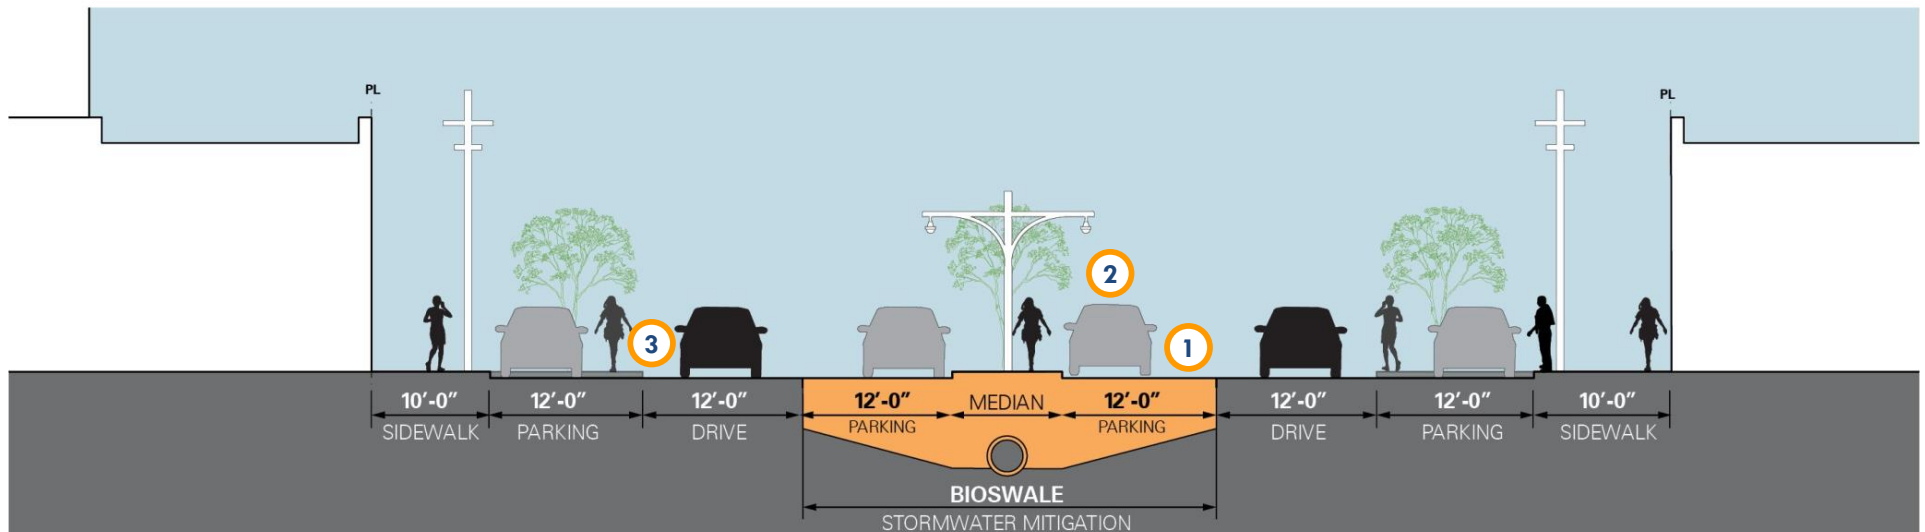 PL
PL
2
1
3
10’-0”
SIDEWALK
12’-0”
PARKING
12’-0”
DRIVE
12’-0”
PARKING
MEDIAN
12’-0”
PARKING
12’-0”
DRIVE
12’-0”
PARKING
10’-0”
SIDEWALK
BIOSWALE
STORMWATER MITIGATION